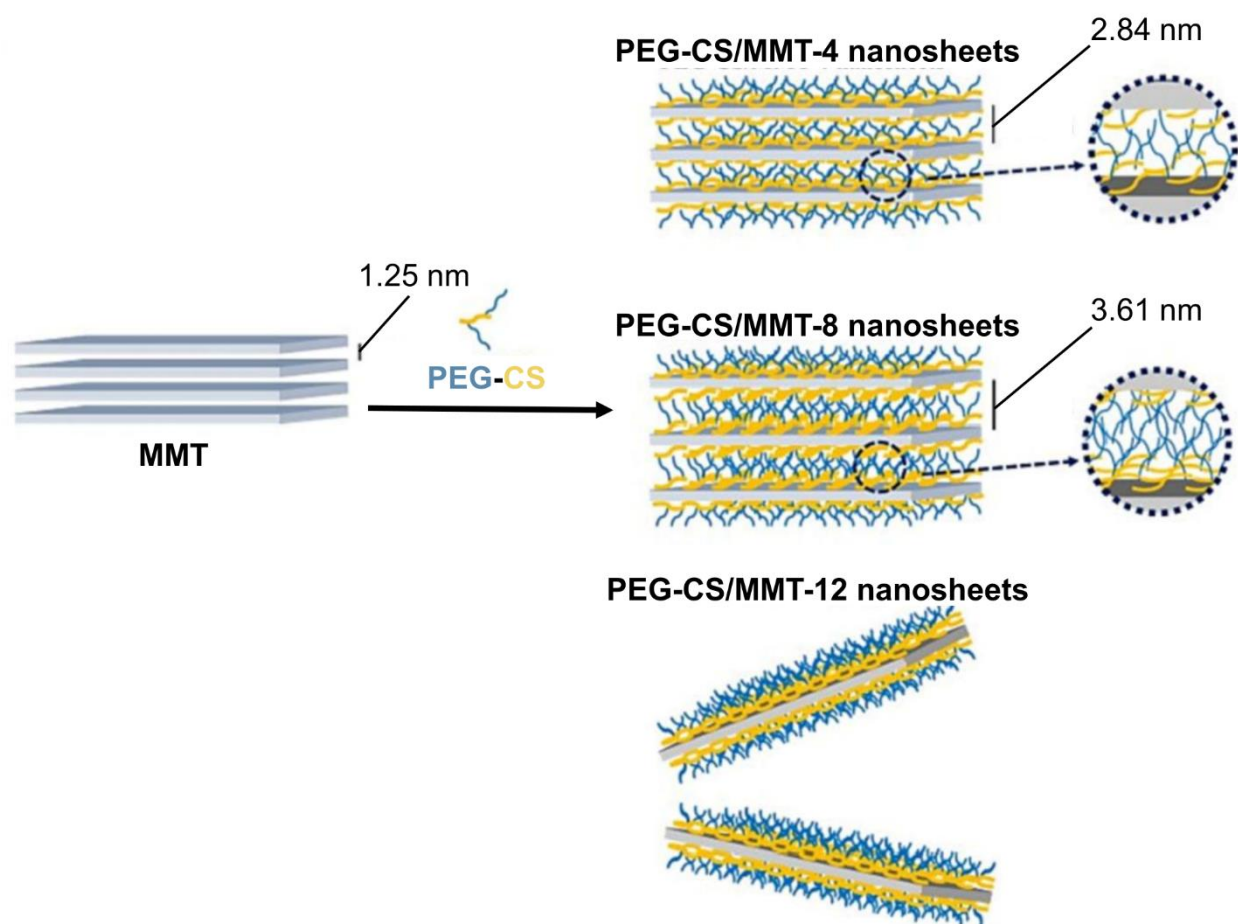 PEG-CS/MMT-4 nanosheets
2.84 nm
1.25 nm
PEG-CS
MMT
PEG-CS/MMT-8 nanosheets
3.61 nm
PEG-CS/MMT-12 nanosheets